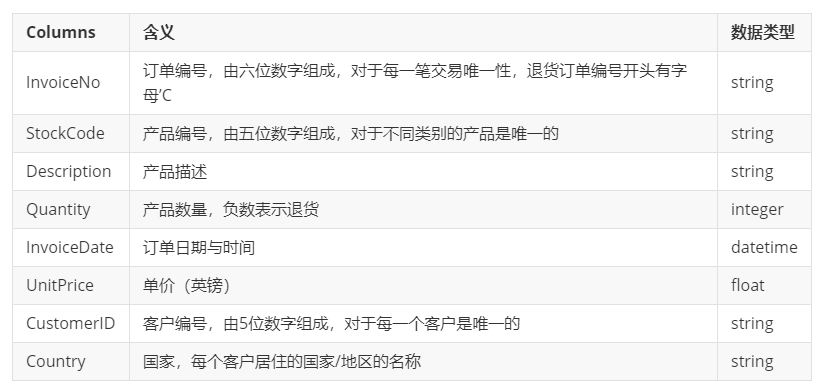 Columns 含义 数据类型
InvoiceNo 订单编号，由六位数字组成，对于每一笔交易唯一性，退货订单编号开头有字 string
母’C
StockCode 产品编号，由五位数字组成，对于不同类别的产品是唯一的 string
Description 产品描述 string
Quantity 产品数量，负数表示退货 integer
InvoiceDate 订单日期与时间 datetime
UnitPrice 单价（英镑） float
CustomerID 客户编号，由5位数字组成，对于每一个客户是唯一的 string
Country 国家，每个客户居住的国家/地区的名称 string